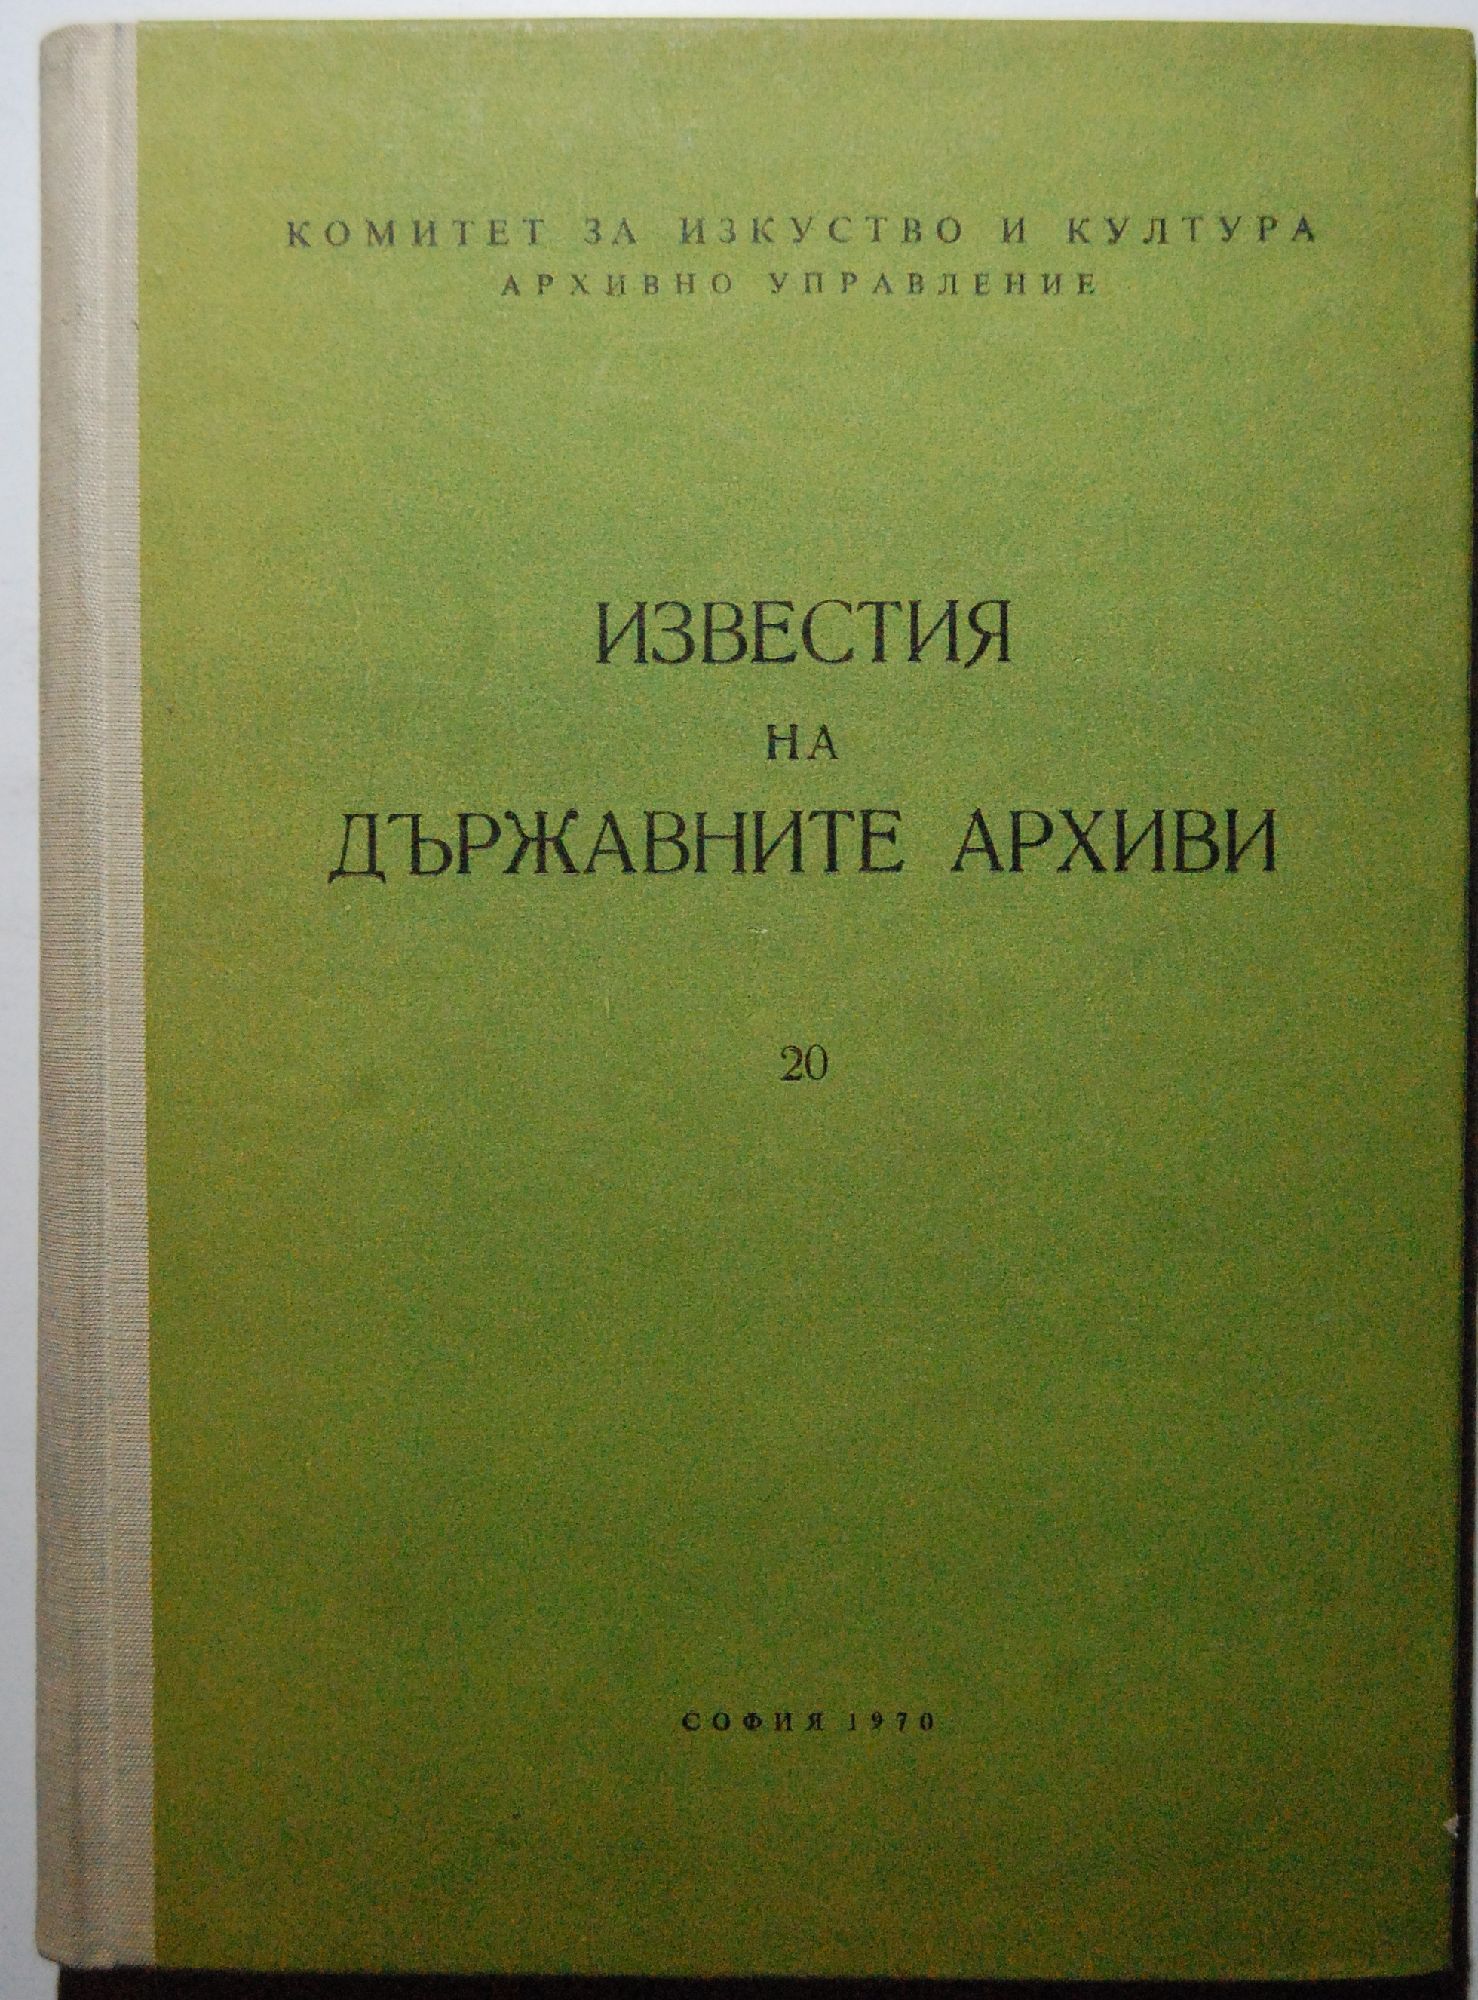 КОМИТЕТ ЗА ИЗКУСТВО И КУЛТУРА
АРХИВНО УПРАВЛЕНИЕ
ИЗВЕСТИЯ
НА
ДЪРЖАВНИТЕ АРХИВИ
20
СОФИЯ 1970